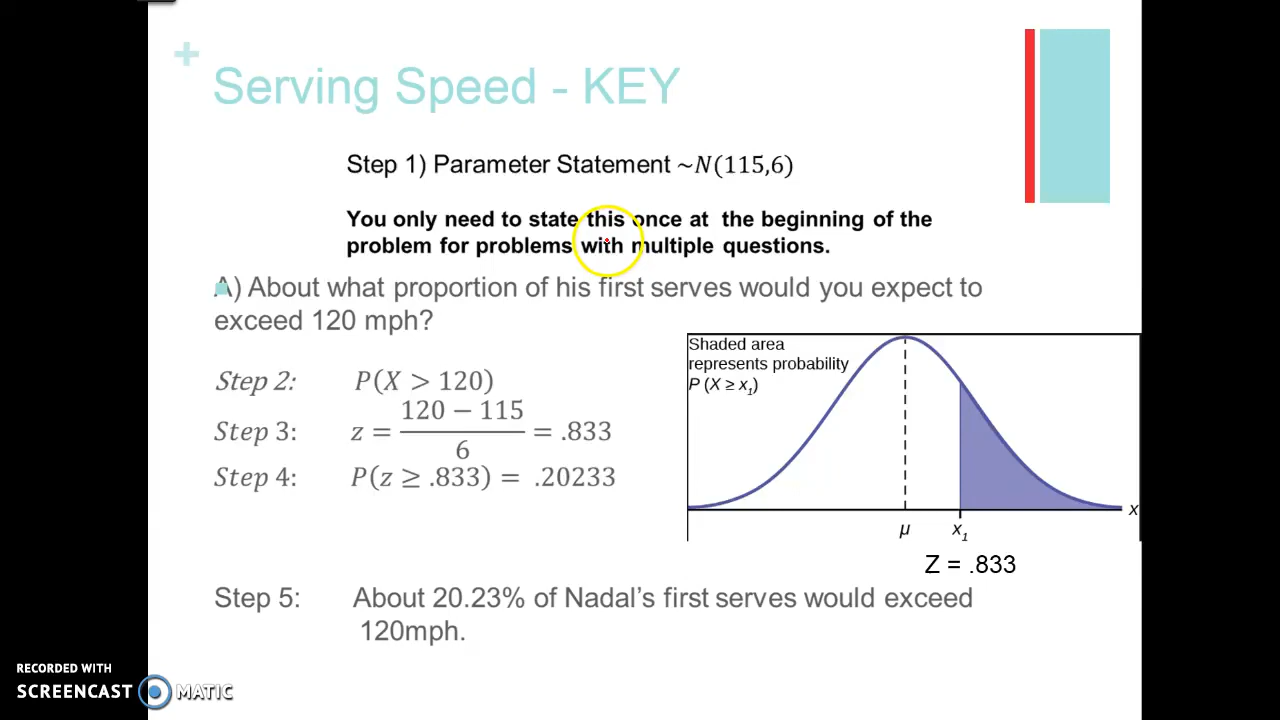 +
Serving Speed - KEY
Step 1) Parameter Statement ~N(115,6)
You only need to state this once at the beginning of the
problem for problems with multiple questions.
A) About what proportion of his first serves would you expect to
exceed 120 mph?
Step 2: P(X > 120)
Step 3: z = (120 − 115)/6 = .833
Step 4: P(z ≥ .833) = .20233
Shaded area
represents probability
P (X ≥ x₁)
μ x₁ x
Z = .833
Step 5: About 20.23% of Nadal’s first serves would exceed
120mph.
RECORDED WITH
SCREENCAST MATIC